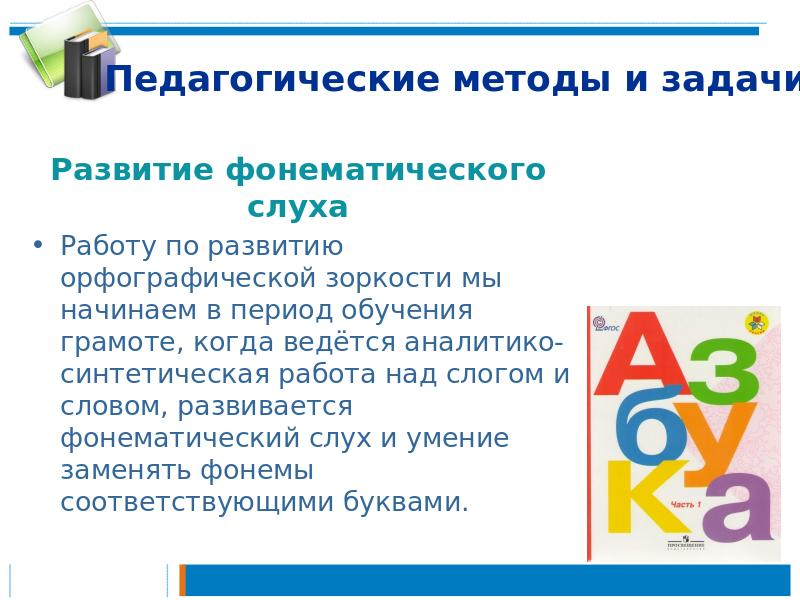 Педагогические методы и задачи
Развитие фонематического
слуха
• Работу по развитию
орфографической зоркости мы
начинаем в период обучения
грамоте, когда ведётся аналитико-
синтетическая работа над слогом и
словом, развивается
фонематический слух и умение
заменять фонемы
соответствующими буквами.
ФГОС
Аз
бу
ка
Часть 1
ПРОСВЕЩЕНИЕ